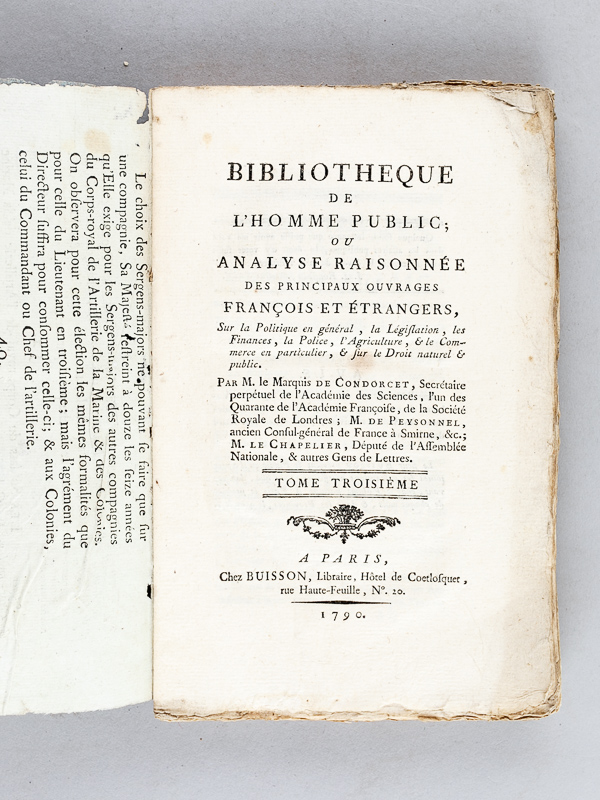 BIBLIOTHEQUE
DE
L'HOMME PUBLIC;
OU
ANALYSE RAISONNÉE
DES PRINCIPAUX OUVRAGES
FRANÇOIS ET ÉTRANGERS,
Sur la Politique en général, la Légiſlation, les
Finances, la Police, l'Agriculture, & le Com-
merce en particulier, & ſur le Droit naturel &
public.
PAR M. le Marquis DE CONDORCET, Secrétaire
perpétuel de l'Académie des Sciences, l'un des
Quarante de l'Académie Françoiſe, de la Société
Royale de Londres; M. DE PEYSONNEL,
ancien Conſul-général de France à Smirne, &c.;
M. LE CHAPELIER, Député de l'Aſſemblée
Nationale, & autres Gens de Lettres.
TOME TROISIÈME
A PARIS,
Chez BUISSON, Libraire, Hôtel de Coetloſquet,
rue Haute-Feuille, N°. 20.
1790.
Le choix des Sergens-majors ne pouvant ſe faire que ſur
une compagnie, Sa Majeſté reſtreint à douze les ſeize années
qu'Elle exige pour les Sergens-majors des autres compagnies
du Corps-royal de l'Artillerie de la Marine & des Colonies.
On obſervera pour cette élection les mêmes formalités que
pour celle du Lieutenant en troiſième; mais l'agrément du
Directeur ſuffira pour conſommer celle-ci; & aux Colonies,
celui du Commandant ou Chef de l'artillerie.